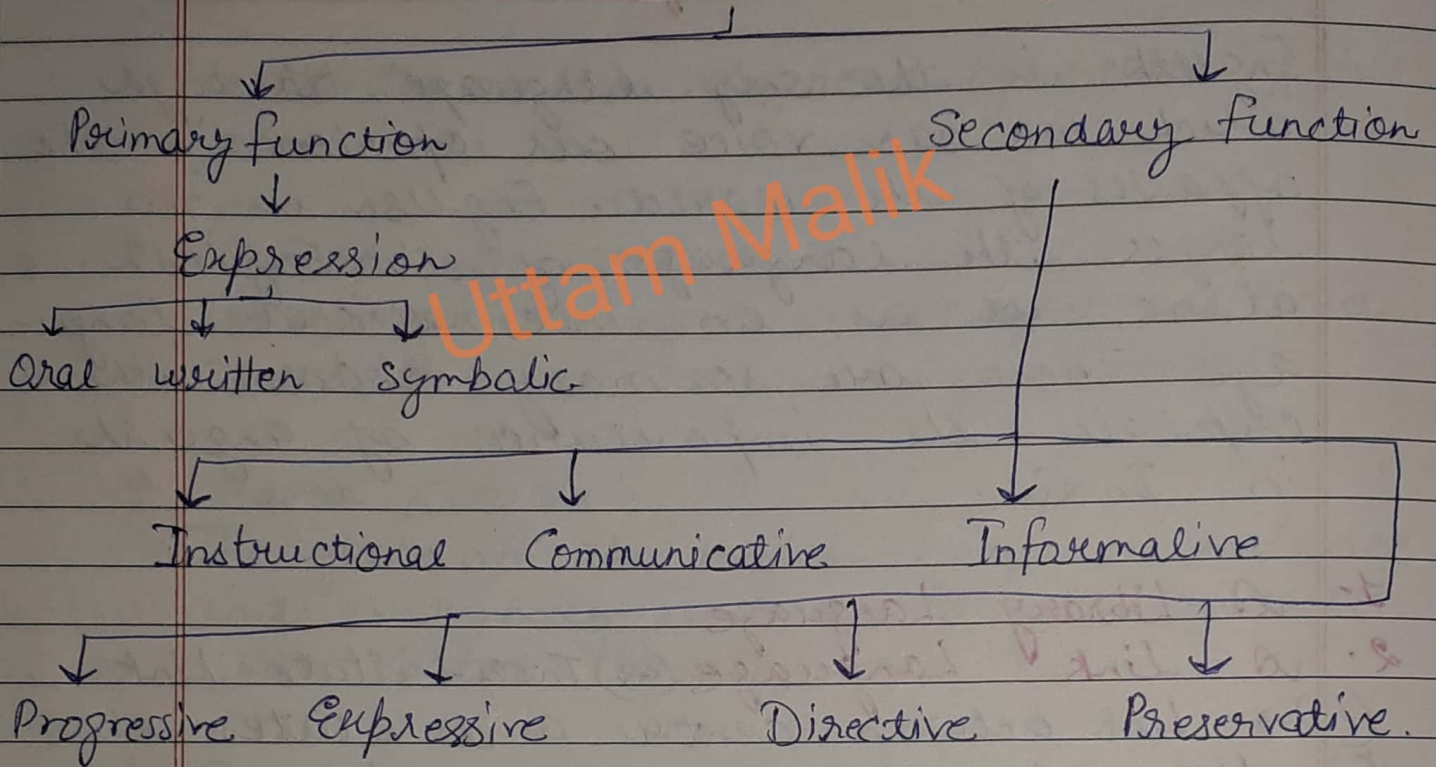 Primary function Secondary function
Expression
Uttam Malik
Oral written symbalic
Instructional Communicative Informalive
Progressive Expressive Directive Preservative.